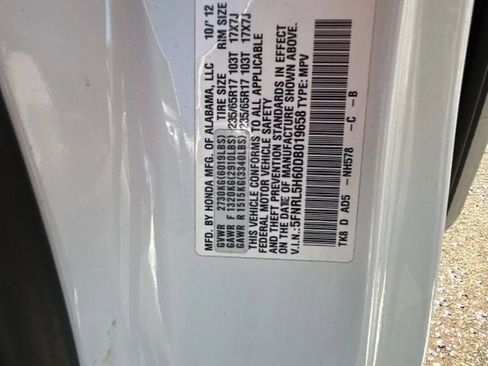 MFD. BY HONDA MFG. OF ALABAMA, LLC 10/ 12
TIRE SIZE RIM SIZE
GVWR 2730KG(6019LBS)
GAWR F 1320KG(2910LBS) 235/65R17 103T 17X7J
GAWR R 1515KG(3340LBS) 235/65R17 103T 17X7J
THIS VEHICLE CONFORMS TO ALL APPLICABLE
FEDERAL MOTOR VEHICLE SAFETY
AND THEFT PREVENTION STANDARDS IN EFFECT
ON THE DATE OF MANUFACTURE SHOWN ABOVE.
V.I.N.:5FNRL5H60DB019658 TYPE: MPV
TK8 D AD5 -NH578 -C -B